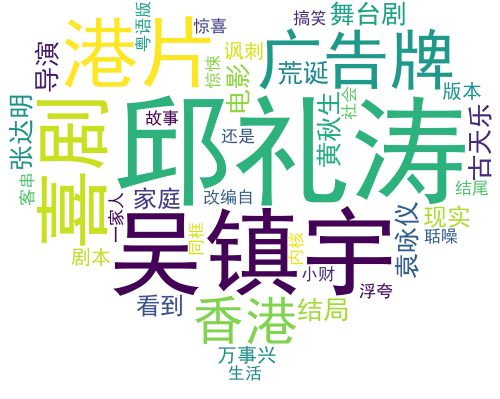 粤语版
惊喜
搞笑
舞台剧
港片
讽刺
广告牌
导演
惊悚
电影
荒诞
张达明
喜剧
邱礼涛
故事
还是
黄秋生
社会
版本
古天乐
客串
一家人
家庭
改编自
结尾
吴镇宇
剧本
同框
内核
小财
袁咏仪
现实
聒噪
看到
香港
结局
浮夸
万事兴
生活